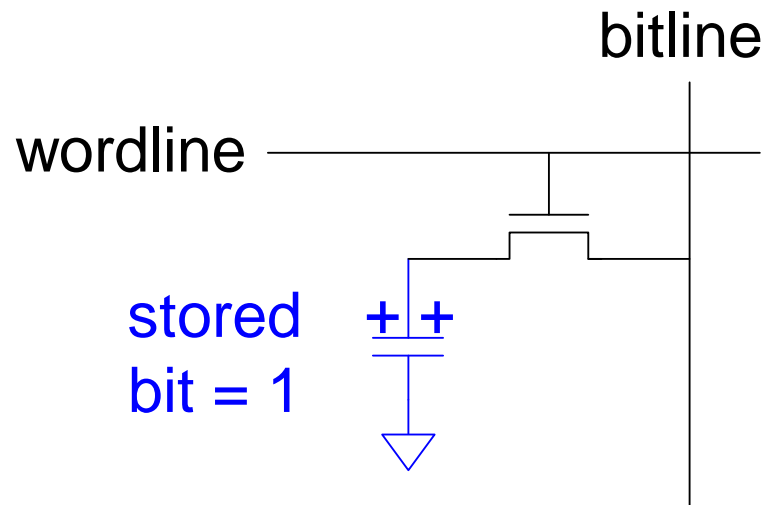 bitline
wordline
stored
bit = 1
++